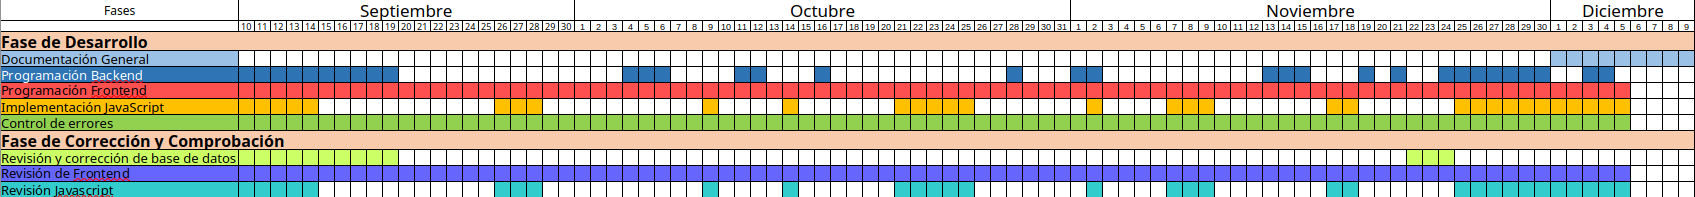 Fases Septiembre Octubre Noviembre Diciembre
10 11 12 13 14 15 16 17 18 19 20 21 22 23 24 25 26 27 28 29 30 1 2 3 4 5 6 7 8 9 10 11 12 13 14 15 16 17 18 19 20 21 22 23 24 25 26 27 28 29 30 31 1 2 3 4 5 6 7 8 9 10 11 12 13 14 15 16 17 18 19 20 21 22 23 24 25 26 27 28 29 30 1 2 3 4 5 6 7 8 9
Fase de Desarrollo
Documentación General
Programación Backend
Programación Frontend
Implementación JavaScript
Control de errores
Fase de Corrección y Comprobación
Revisión y corrección de base de datos
Revisión de Frontend
Revisión Javascript